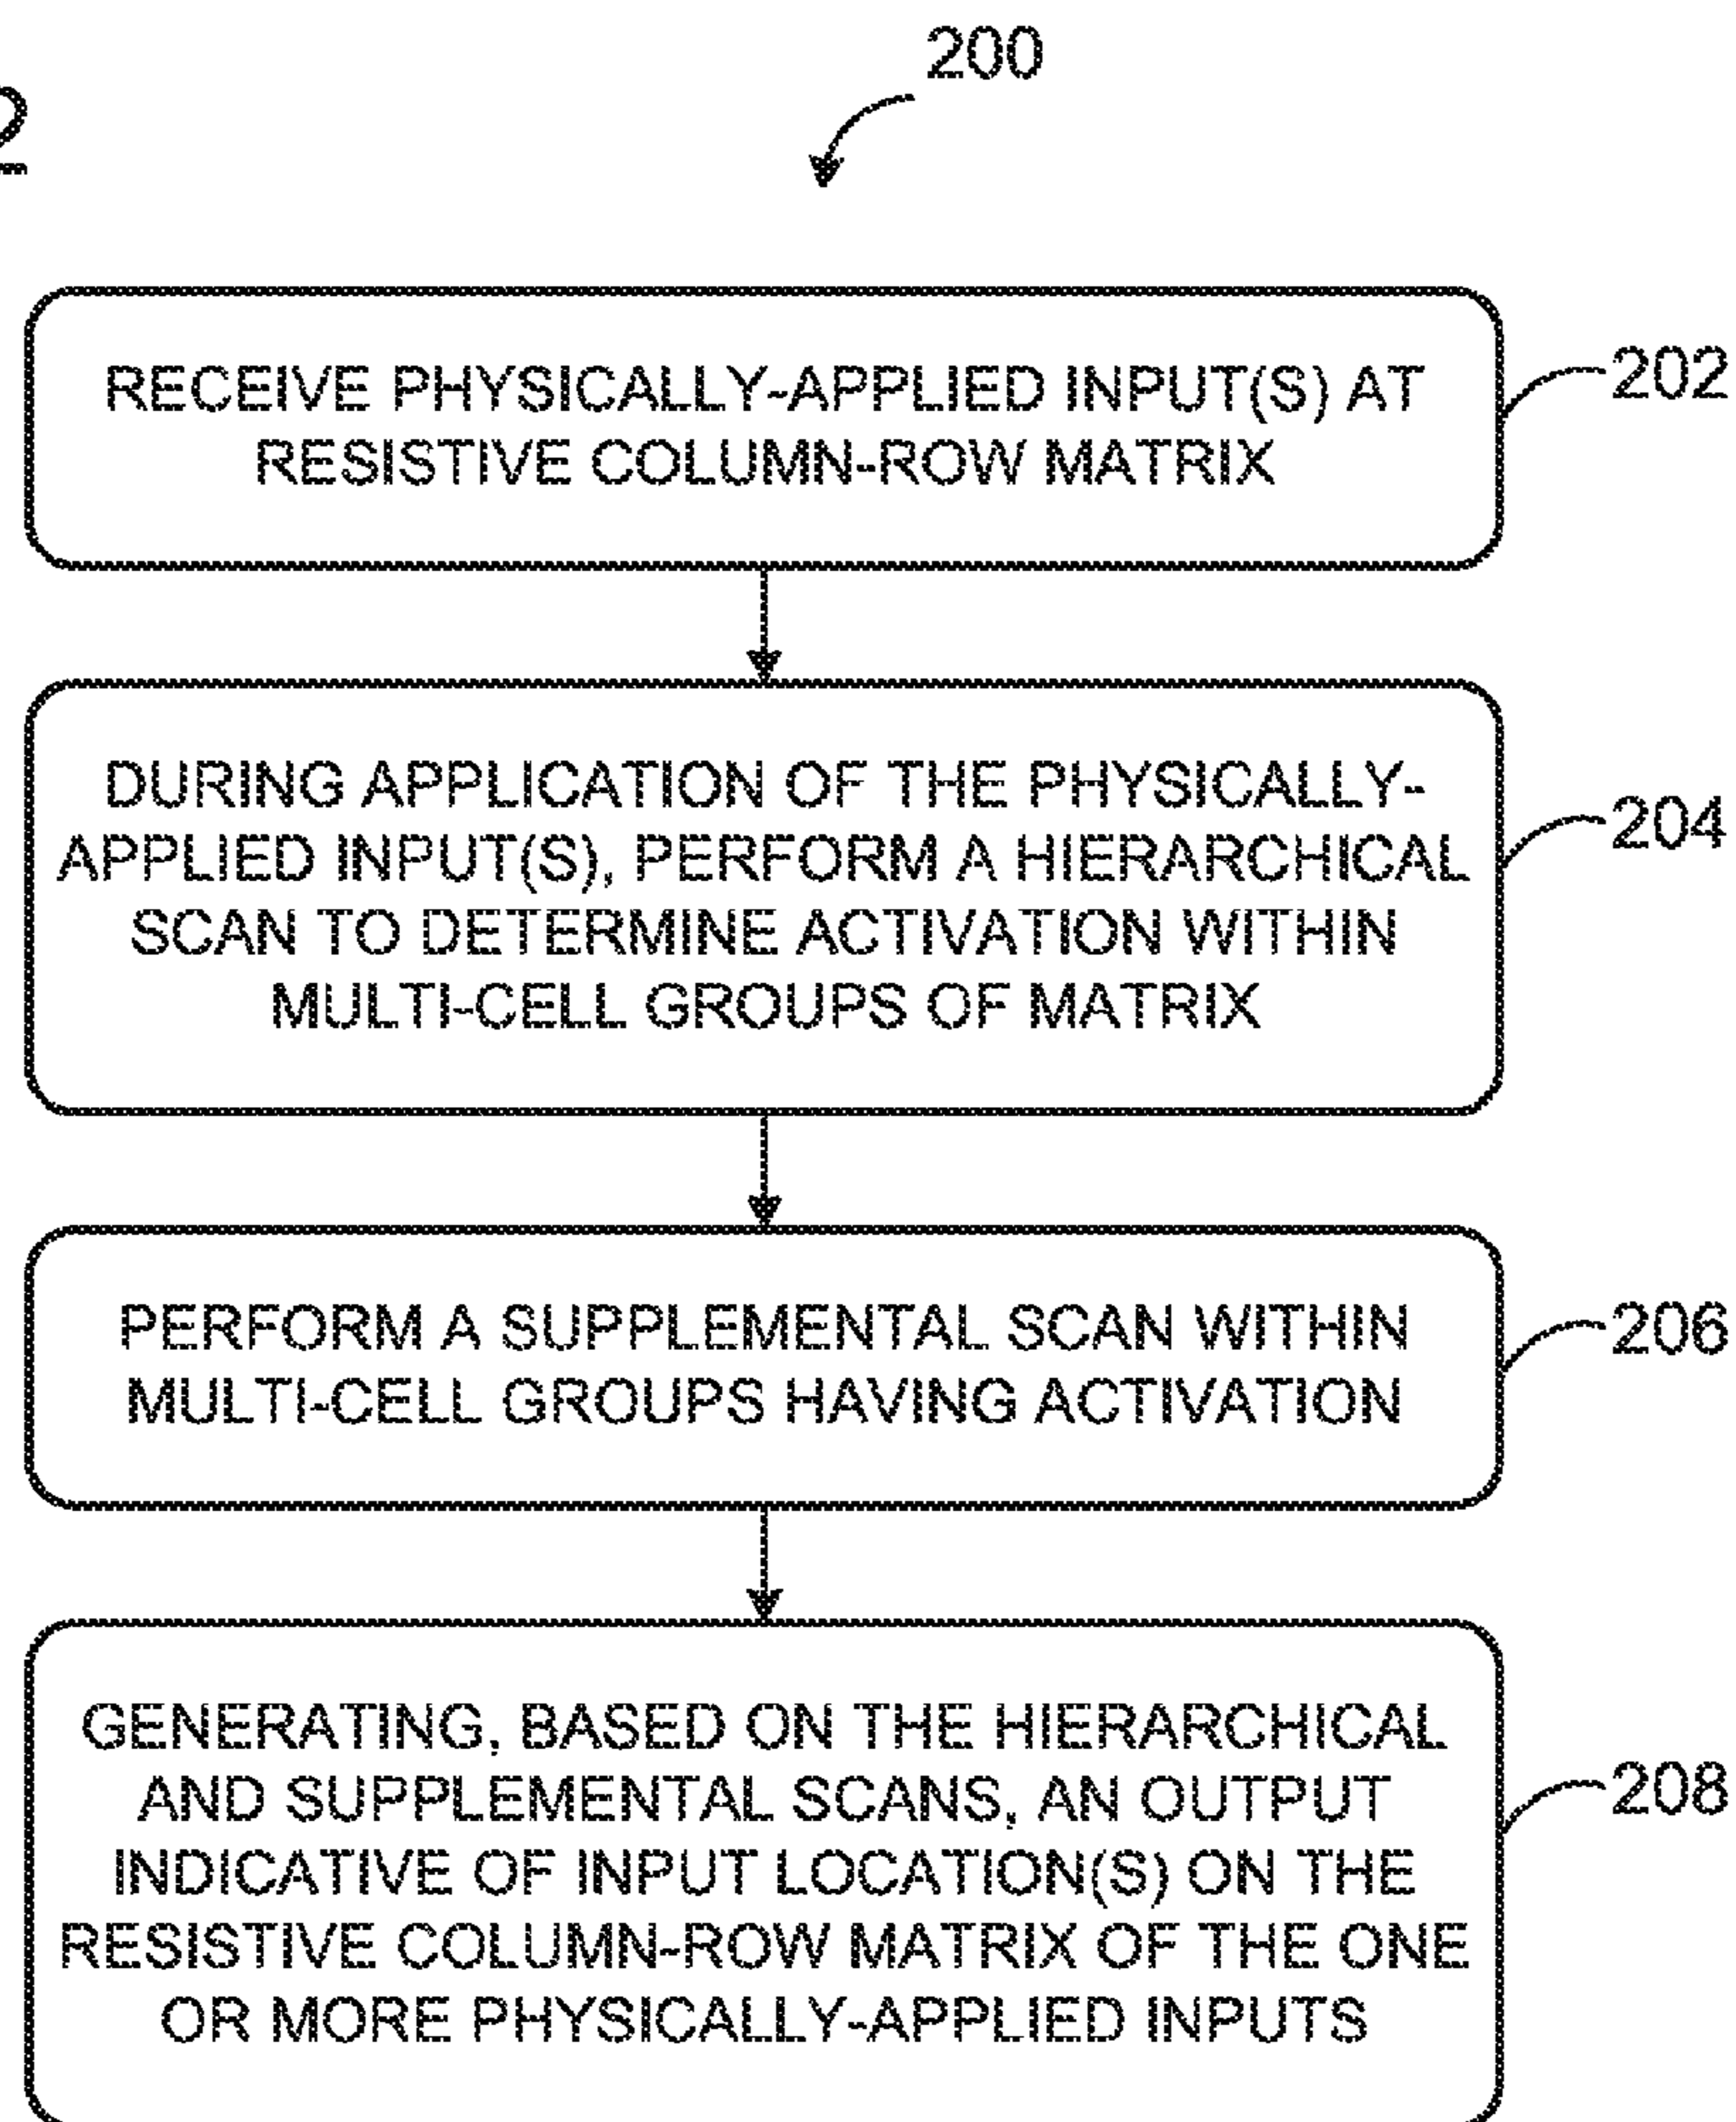 200
2
RECEIVE PHYSICALLY-APPLIED INPUT(S) AT
RESISTIVE COLUMN-ROW MATRIX
202
DURING APPLICATION OF THE PHYSICALLY-
APPLIED INPUT(S), PERFORM A HIERARCHICAL
SCAN TO DETERMINE ACTIVATION WITHIN
MULTI-CELL GROUPS OF MATRIX
204
PERFORM A SUPPLEMENTAL SCAN WITHIN
MULTI-CELL GROUPS HAVING ACTIVATION
206
GENERATING, BASED ON THE HIERARCHICAL
AND SUPPLEMENTAL SCANS, AN OUTPUT
INDICATIVE OF INPUT LOCATION(S) ON THE
RESISTIVE COLUMN-ROW MATRIX OF THE ONE
OR MORE PHYSICALLY-APPLIED INPUTS
208